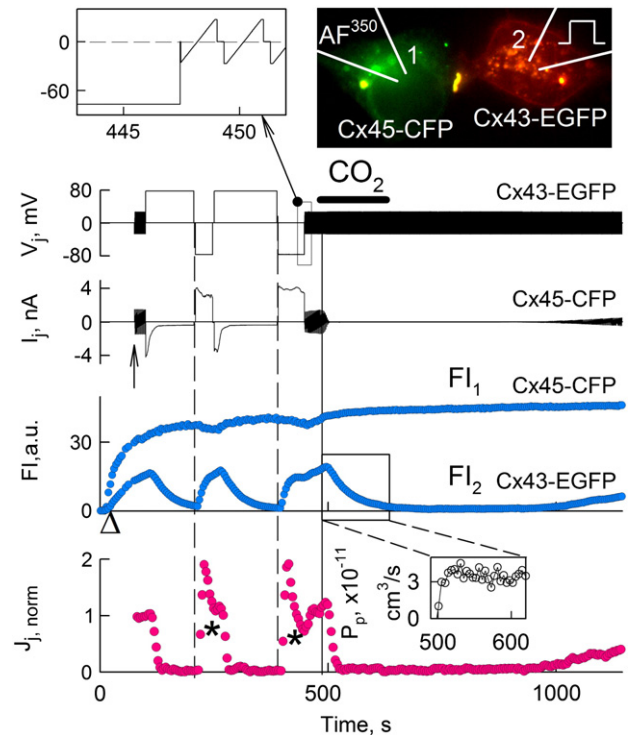 0
-60
445
450
AF350
1
2
Cx45-CFP
Cx43-EGFP
CO2
Vj, mV
80
0
-80
Cx43-EGFP
Ij, nA
4
0
-4
Cx45-CFP
FI,a.u.
30
0
FI1
Cx45-CFP
FI2
Cx43-EGFP
Δ
Jj, norm
2
1
0
*
*
Pp, x10-11
cm3/s
3
0
500
600
0
500
1000
Time, s